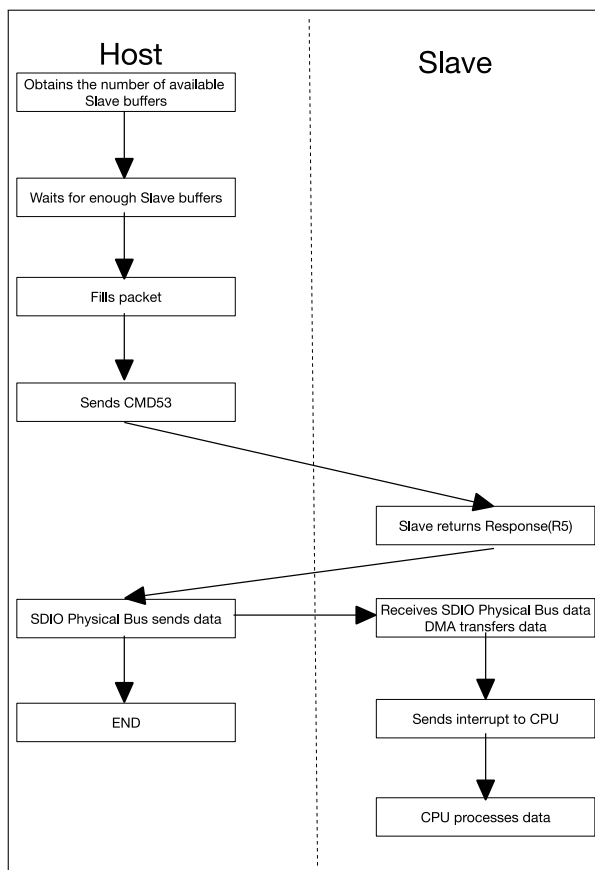 Host
Slave
Obtains the number of available
Slave buffers
Waits for enough Slave buffers
Fills packet
Sends CMD53
Slave returns Response(R5)
SDIO Physical Bus sends data
Receives SDIO Physical Bus data
DMA transfers data
END
Sends interrupt to CPU
CPU processes data